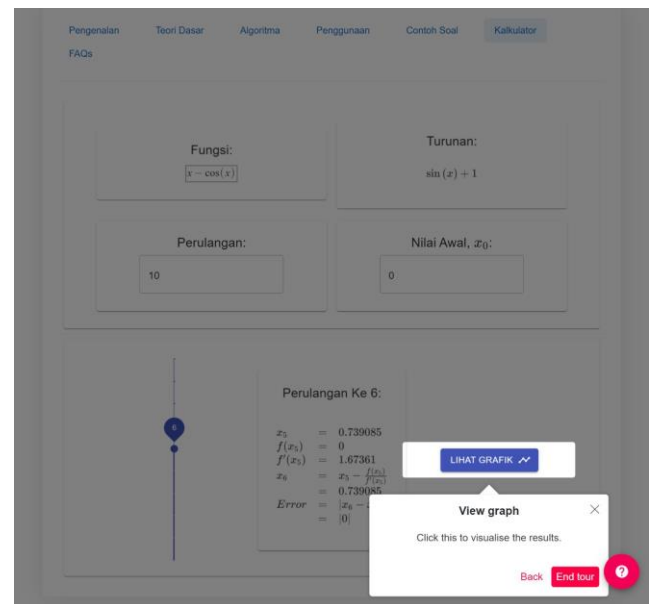 Pengenalan Teori Dasar Algoritma Penggunaan Contoh Soal Kalkulator
FAQs
Fungsi:
x − cos(x)
Turunan:
sin (x) + 1
Perulangan:
10
Nilai Awal, x₀:
0
6
Perulangan Ke 6:
x₅ = 0.739085
f(x₅) = 0
f′(x₅) = 1.67361
x₆ = x₅ − f(x₅)/f′(x₅)
= 0.739085
Error = |x₆ −
= |0|
LIHAT GRAFIK
View graph
Click this to visualise the results.
Back End tour
?